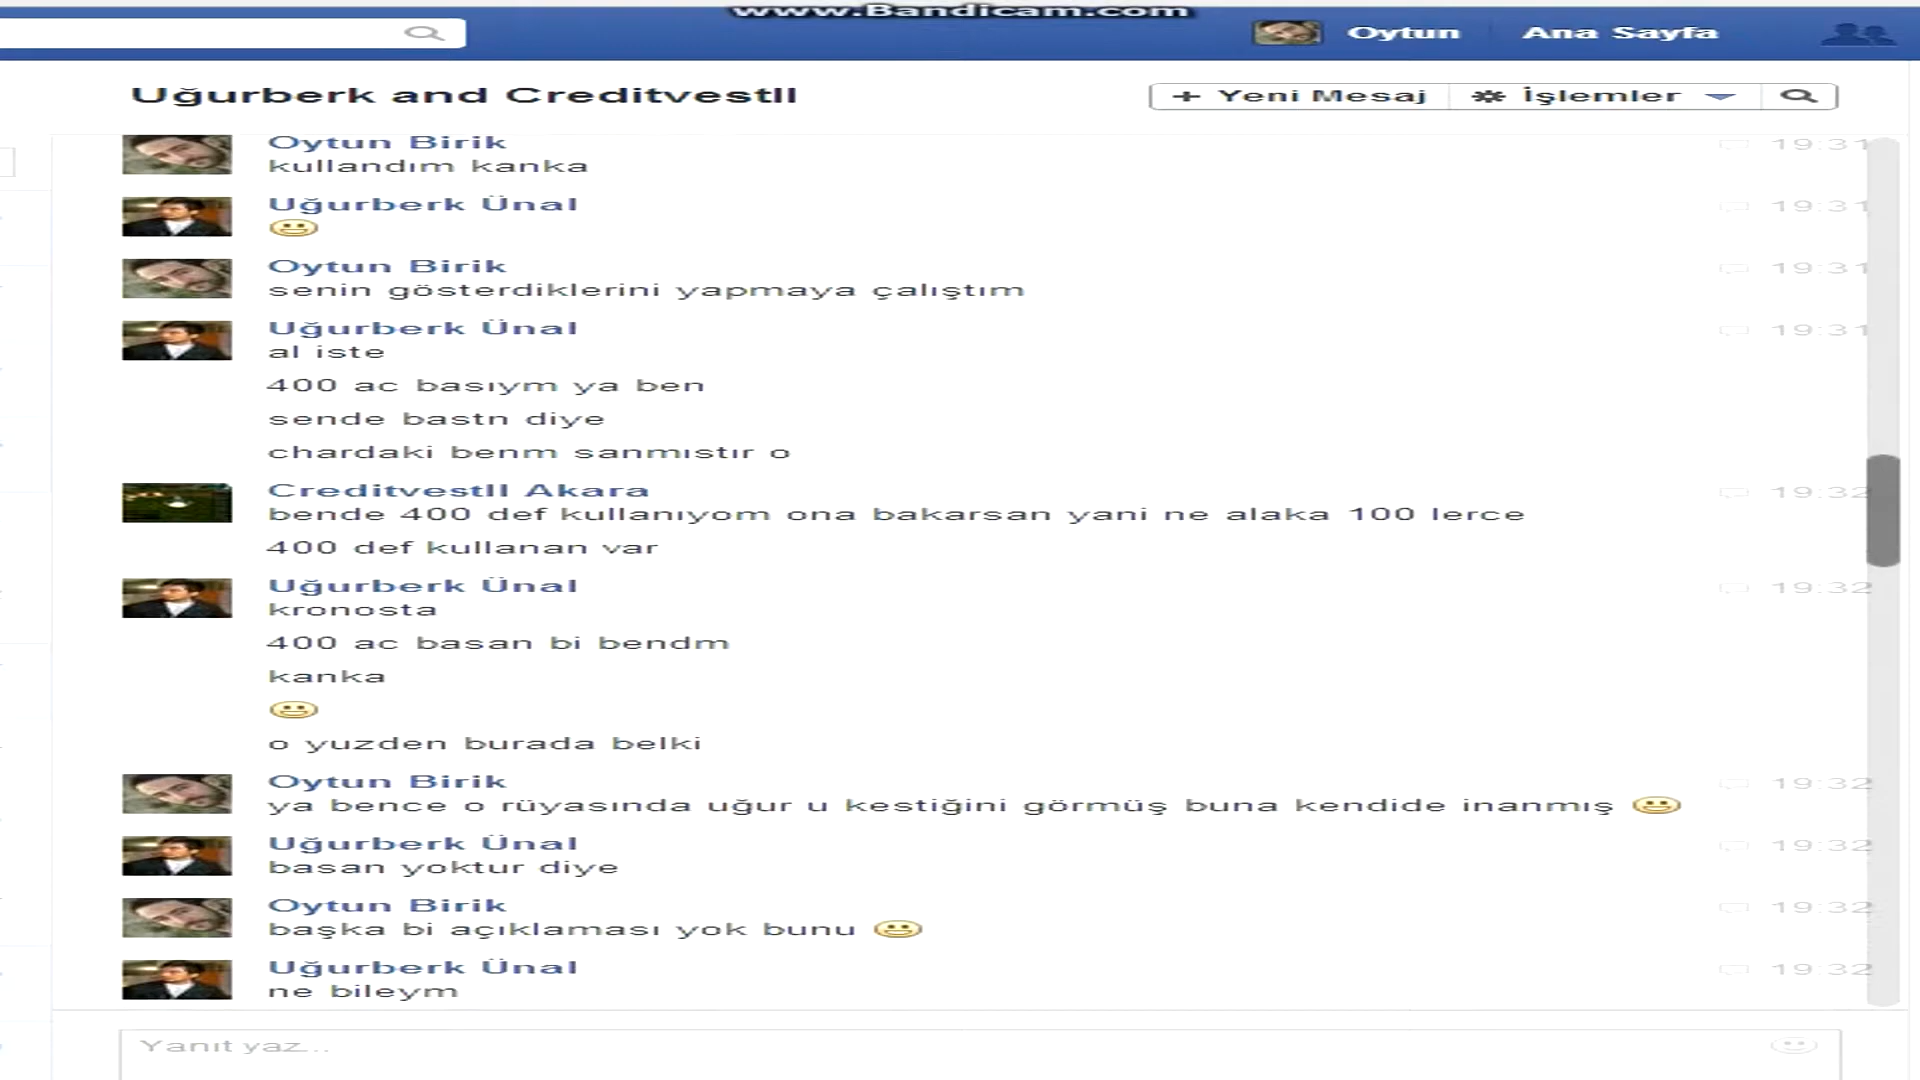 www.Bandicam.com
Oytun
Ana Sayfa
Uğurberk and Creditvestll
+ Yeni Mesaj
İşlemler
Oytun Birik
19:31
kullandım kanka
Uğurberk Ünal
19:31
Oytun Birik
19:31
senin gösterdiklerini yapmaya çalıştım
Uğurberk Ünal
19:31
al iste
400 ac basıym ya ben
sende bastn diye
chardaki benm sanmıstır o
Creditvestll Akara
19:32
bende 400 def kullanıyom ona bakarsan yani ne alaka 100 lerce
400 def kullanan var
Uğurberk Ünal
19:32
kronosta
400 ac basan bi bendm
kanka
o yuzden burada belki
Oytun Birik
19:32
ya bence o rüyasında uğur u kestiğini görmüş buna kendide inanmış
Uğurberk Ünal
19:32
basan yoktur diye
Oytun Birik
19:32
başka bi açıklaması yok bunu
Uğurberk Ünal
19:32
ne bileym
Yanıt yaz...